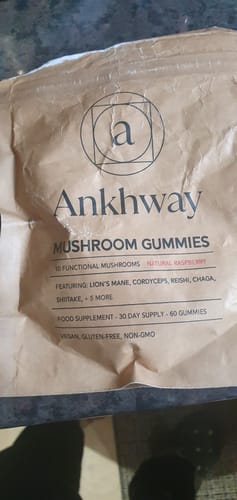 a
Ankhway
MUSHROOM GUMMIES
10 FUNCTIONAL MUSHROOMS NATURAL RASPBERRY
FEATURING: LION'S MANE, CORDYCEPS, REISHI, CHAGA,
SHIITAKE, + 5 MORE
FOOD SUPPLEMENT - 30 DAY SUPPLY - 60 GUMMIES
VEGAN, GLUTEN-FREE, NON-GMO